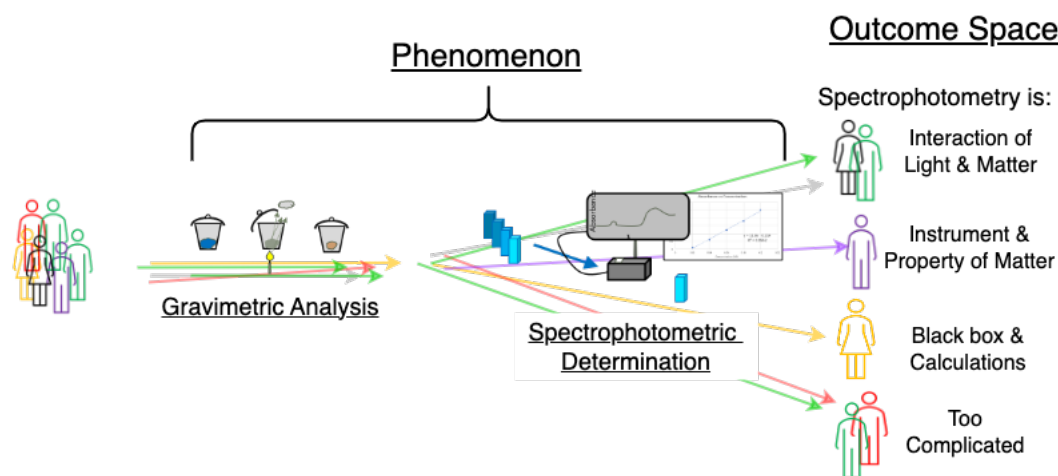 Outcome Space
Phenomenon
Spectrophotometry is:
Interaction of
Light & Matter
Absorbance
Instrument &
Property of Matter
Gravimetric Analysis
Spectrophotometric
Determination
Black box &
Calculations
Too
Complicated